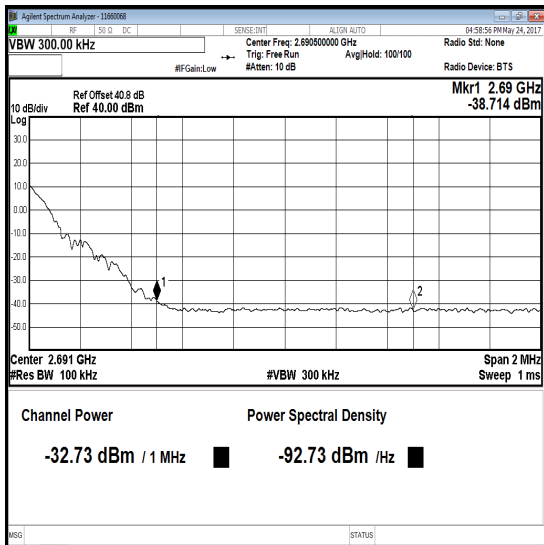 Agilent Spectrum Analyzer - 11660068
RF 50 Ω DC SENSE:INT ALIGN AUTO 04:58:56 PM May 24, 2017
VBW 300.00 kHz Center Freq: 2.690500000 GHz Radio Std: None
Trig: Free Run Avg|Hold: 100/100
#IFGain:Low #Atten: 10 dB Radio Device: BTS
Mkr1 2.69 GHz
Ref Offset 40.8 dB
10 dB/div Ref 40.00 dBm -38.714 dBm
Log
30.0
20.0
10.0
0.00
-10.0
-20.0
-30.0
1
2
-40.0
-50.0
Center 2.691 GHz Span 2 MHz
#Res BW 100 kHz #VBW 300 kHz Sweep 1 ms
Channel Power Power Spectral Density
-32.73 dBm / 1 MHz -92.73 dBm /Hz
MSG STATUS